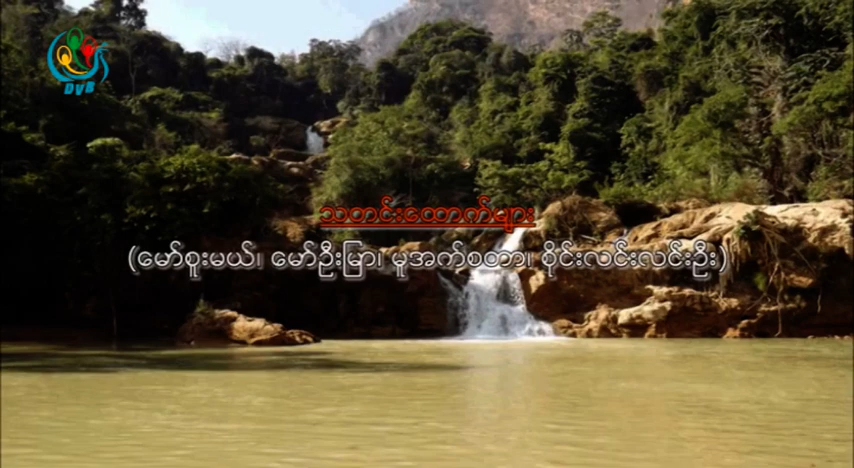 DVB
သတင်းထောက်များ
(မော်စူးမယ်၊ မော်ဦးမြာ၊ မူအက်စတာ၊ စိုင်းလင်းလင်းဦး)